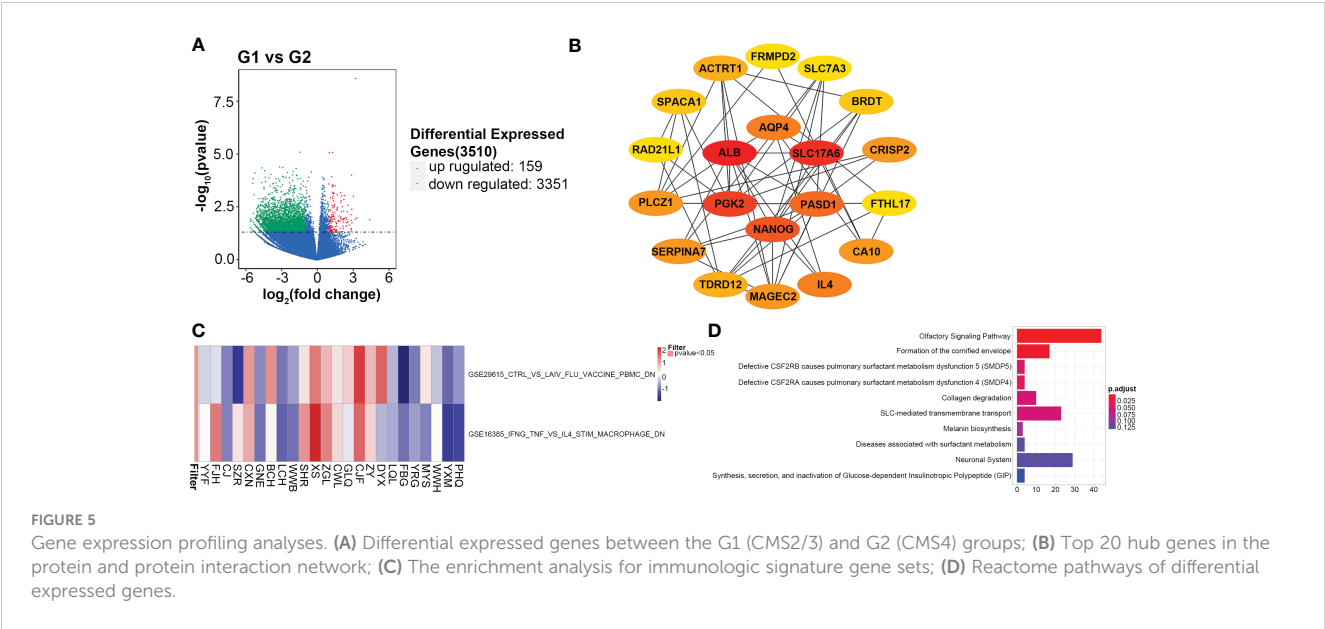 A
G1 vs G2
-log10(pvalue)
7.5
5.0
2.5
0.0
-6 -3 0 3 6
log2(fold change)
Differential Expressed
Genes(3510)
up rugulated: 159
down regulated: 3351
B
FRMPD2
ACTRT1
SLC7A3
SPACA1
BRDT
AQP4
RAD21L1
ALB
SLC17A6
CRISP2
PLCZ1
PGK2
PASD1
FTHL17
NANOG
SERPINA7
CA10
TDRD12
IL4
MAGEC2
C
GSE29615_CTRL_VS_LAIV_FLU_VACCINE_PBMC_DN
GSE16385_IFNG_TNF_VS_IL4_STIM_MACROPHAGE_DN
Filter YYF FJH CJ SZR CXN GNE BCH LCH WWB SHR XS ZGL CWL GLQ CJF ZY DYX LQL FBG YRG MYS WWH YXM PHQ
2
1
0
-1
Filter
pvalue<0.05
D
Olfactory Signaling Pathway
Formation of the cornified envelope
Defective CSF2RB causes pulmonary surfactant metabolism dysfunction 5 (SMDP5)
Defective CSF2RA causes pulmonary surfactant metabolism dysfunction 4 (SMDP4)
Collagen degradation
SLC-mediated transmembrane transport
Melanin biosynthesis
Diseases associated with surfactant metabolism
Neuronal System
Synthesis, secretion, and inactivation of Glucose-dependent Insulinotropic Polypeptide (GIP)
0 10 20 30 40
p.adjust
0.025
0.050
0.075
0.100
0.125
FIGURE 5
Gene expression profiling analyses. (A) Differential expressed genes between the G1 (CMS2/3) and G2 (CMS4) groups; (B) Top 20 hub genes in the
protein and protein interaction network; (C) The enrichment analysis for immunologic signature gene sets; (D) Reactome pathways of differential
expressed genes.